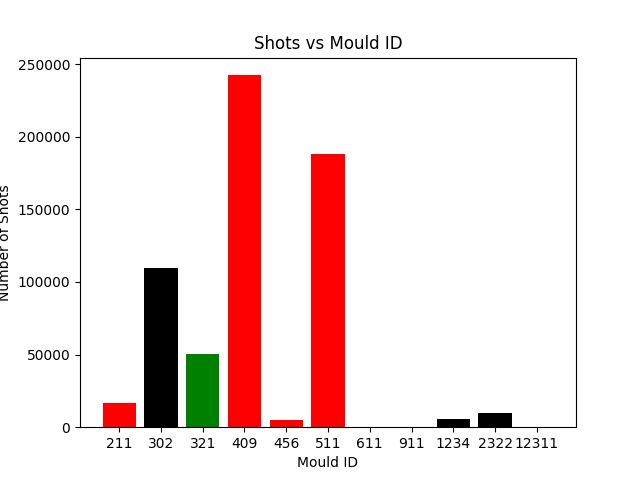 Shots vs Mould ID
250000
200000
150000
100000
50000
0
Number of Shots
211 302 321 409 456 511 611 911 1234 2322 12311
Mould ID